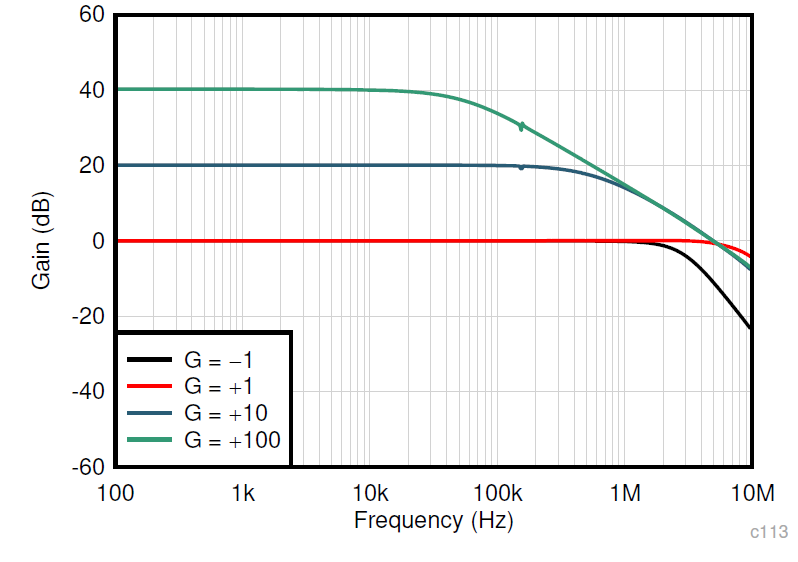 60
40
20
0
-20
-40
-60
Gain (dB)
G = −1
G = +1
G = +10
G = +100
100 1k 10k 100k 1M 10M
Frequency (Hz)
c113